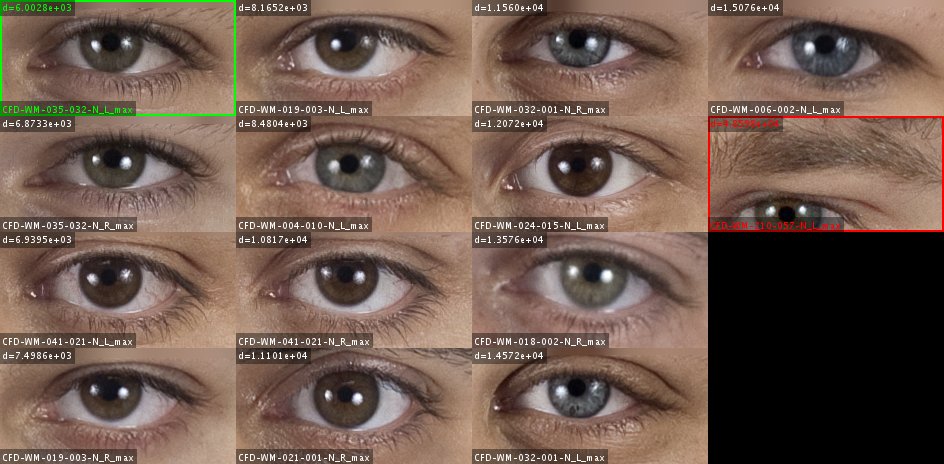 d=6.0028e+03
CFD-WM-035-032-N_L_max
d=6.8733e+03
CFD-WM-035-032-N_R_max
d=6.9395e+03
CFD-WM-041-021-N_L_max
d=7.4986e+03
CFD-WM-019-003-N_R_max
d=8.1652e+03
CFD-WM-019-003-N_L_max
d=8.4804e+03
CFD-WM-004-010-N_L_max
d=1.0817e+04
CFD-WM-041-021-N_R_max
d=1.1101e+04
CFD-WM-021-001-N_R_max
d=1.1560e+04
CFD-WM-032-001-N_R_max
d=1.2072e+04
CFD-WM-024-015-N_L_max
d=1.3576e+04
CFD-WM-018-002-N_R_max
d=1.4572e+04
CFD-WM-032-001-N_L_max
d=1.5076e+04
CFD-WM-006-002-N_L_max